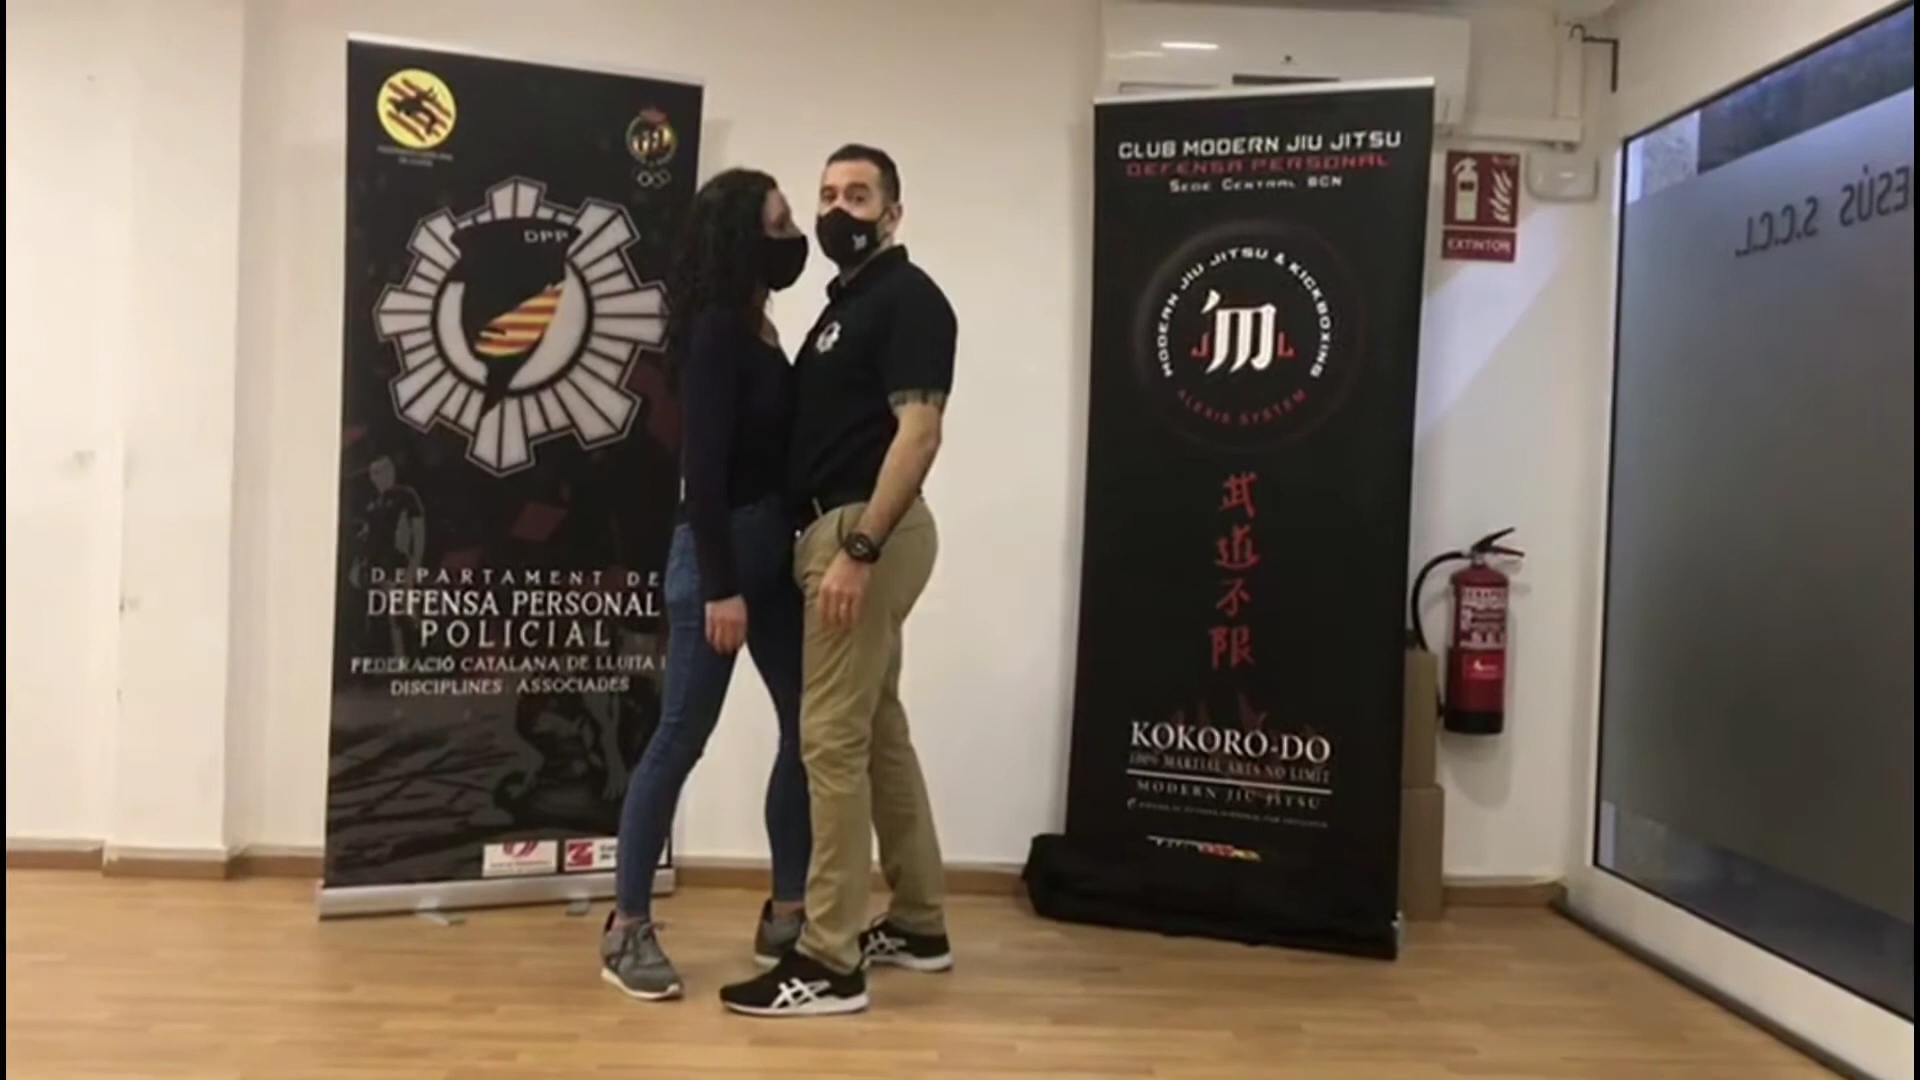 DPP
DEPARTAMENT DE
DEFENSA PERSONAL
POLICIAL
FEDERACIÓ CATALANA DE LLUITA I
DISCIPLINES ASSOCIADES
CLUB MODERN JIU JITSU
DEFENSA PERSONAL
SEDE CENTRAL BCN
MODERN JIU JITSU & KICKBOXING
J L
ALEXIS SYSTEM
武
道
不
限
KOKORO-DO
100% MARTIAL ARTS NO LIMIT
MODERN JIU JITSU
EXTINTOR
ESÚS S.C.C.L.